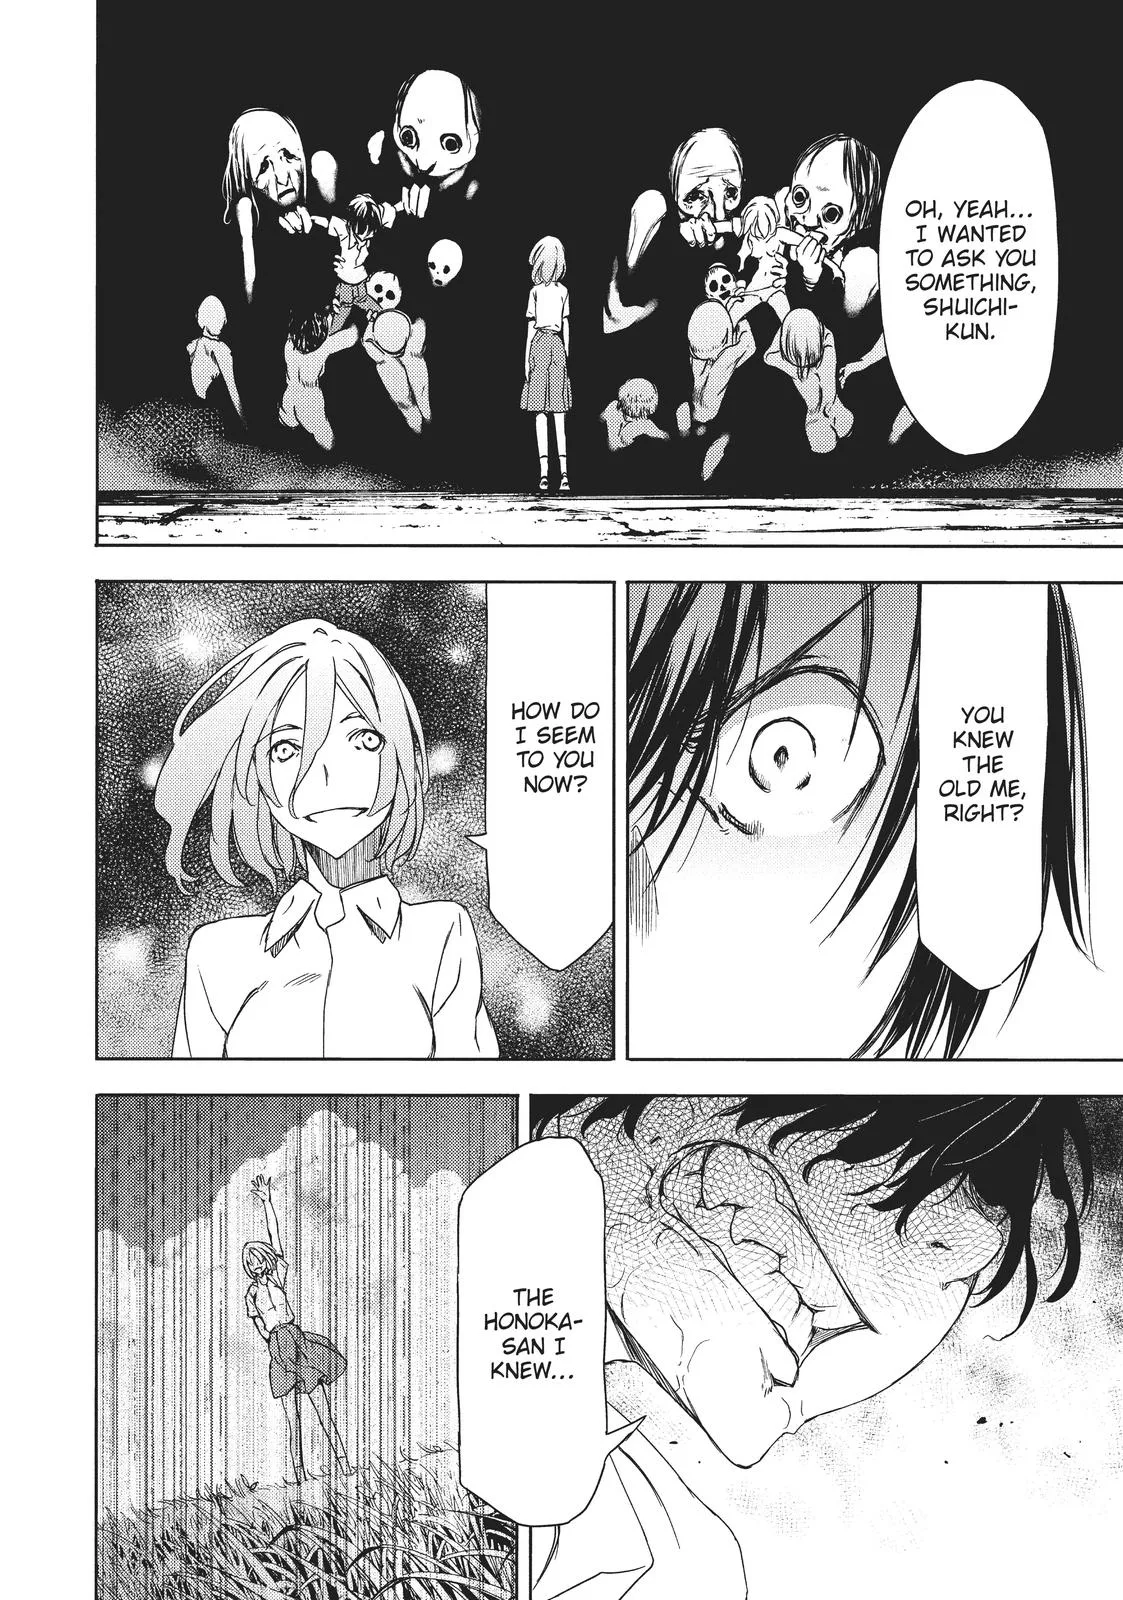 OH, YEAH...
I WANTED
TO ASK YOU
SOMETHING,
SHUICHI-
KUN.
YOU
KNEW
THE
OLD ME,
RIGHT?
HOW DO
I SEEM
TO YOU
NOW?
THE
HONOKA-
SAN I
KNEW...